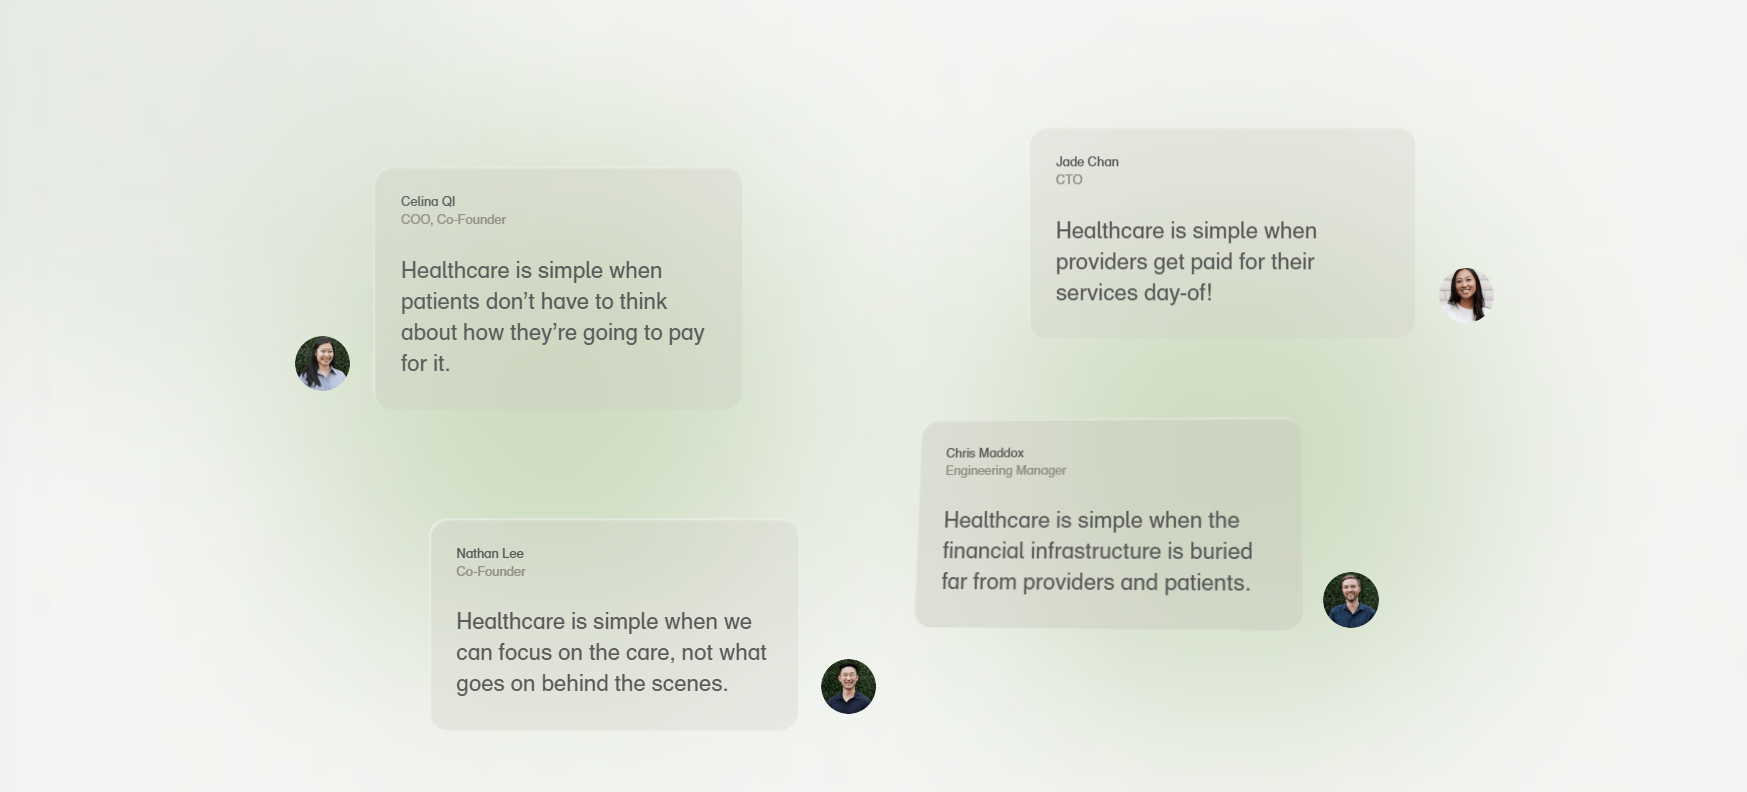 Celina QI
COO, Co-Founder
Healthcare is simple when
patients don’t have to think
about how they’re going to pay
for it.
Jade Chan
CTO
Healthcare is simple when
providers get paid for their
services day-of!
Nathan Lee
Co-Founder
Healthcare is simple when we
can focus on the care, not what
goes on behind the scenes.
Chris Maddox
Engineering Manager
Healthcare is simple when the
financial infrastructure is buried
far from providers and patients.